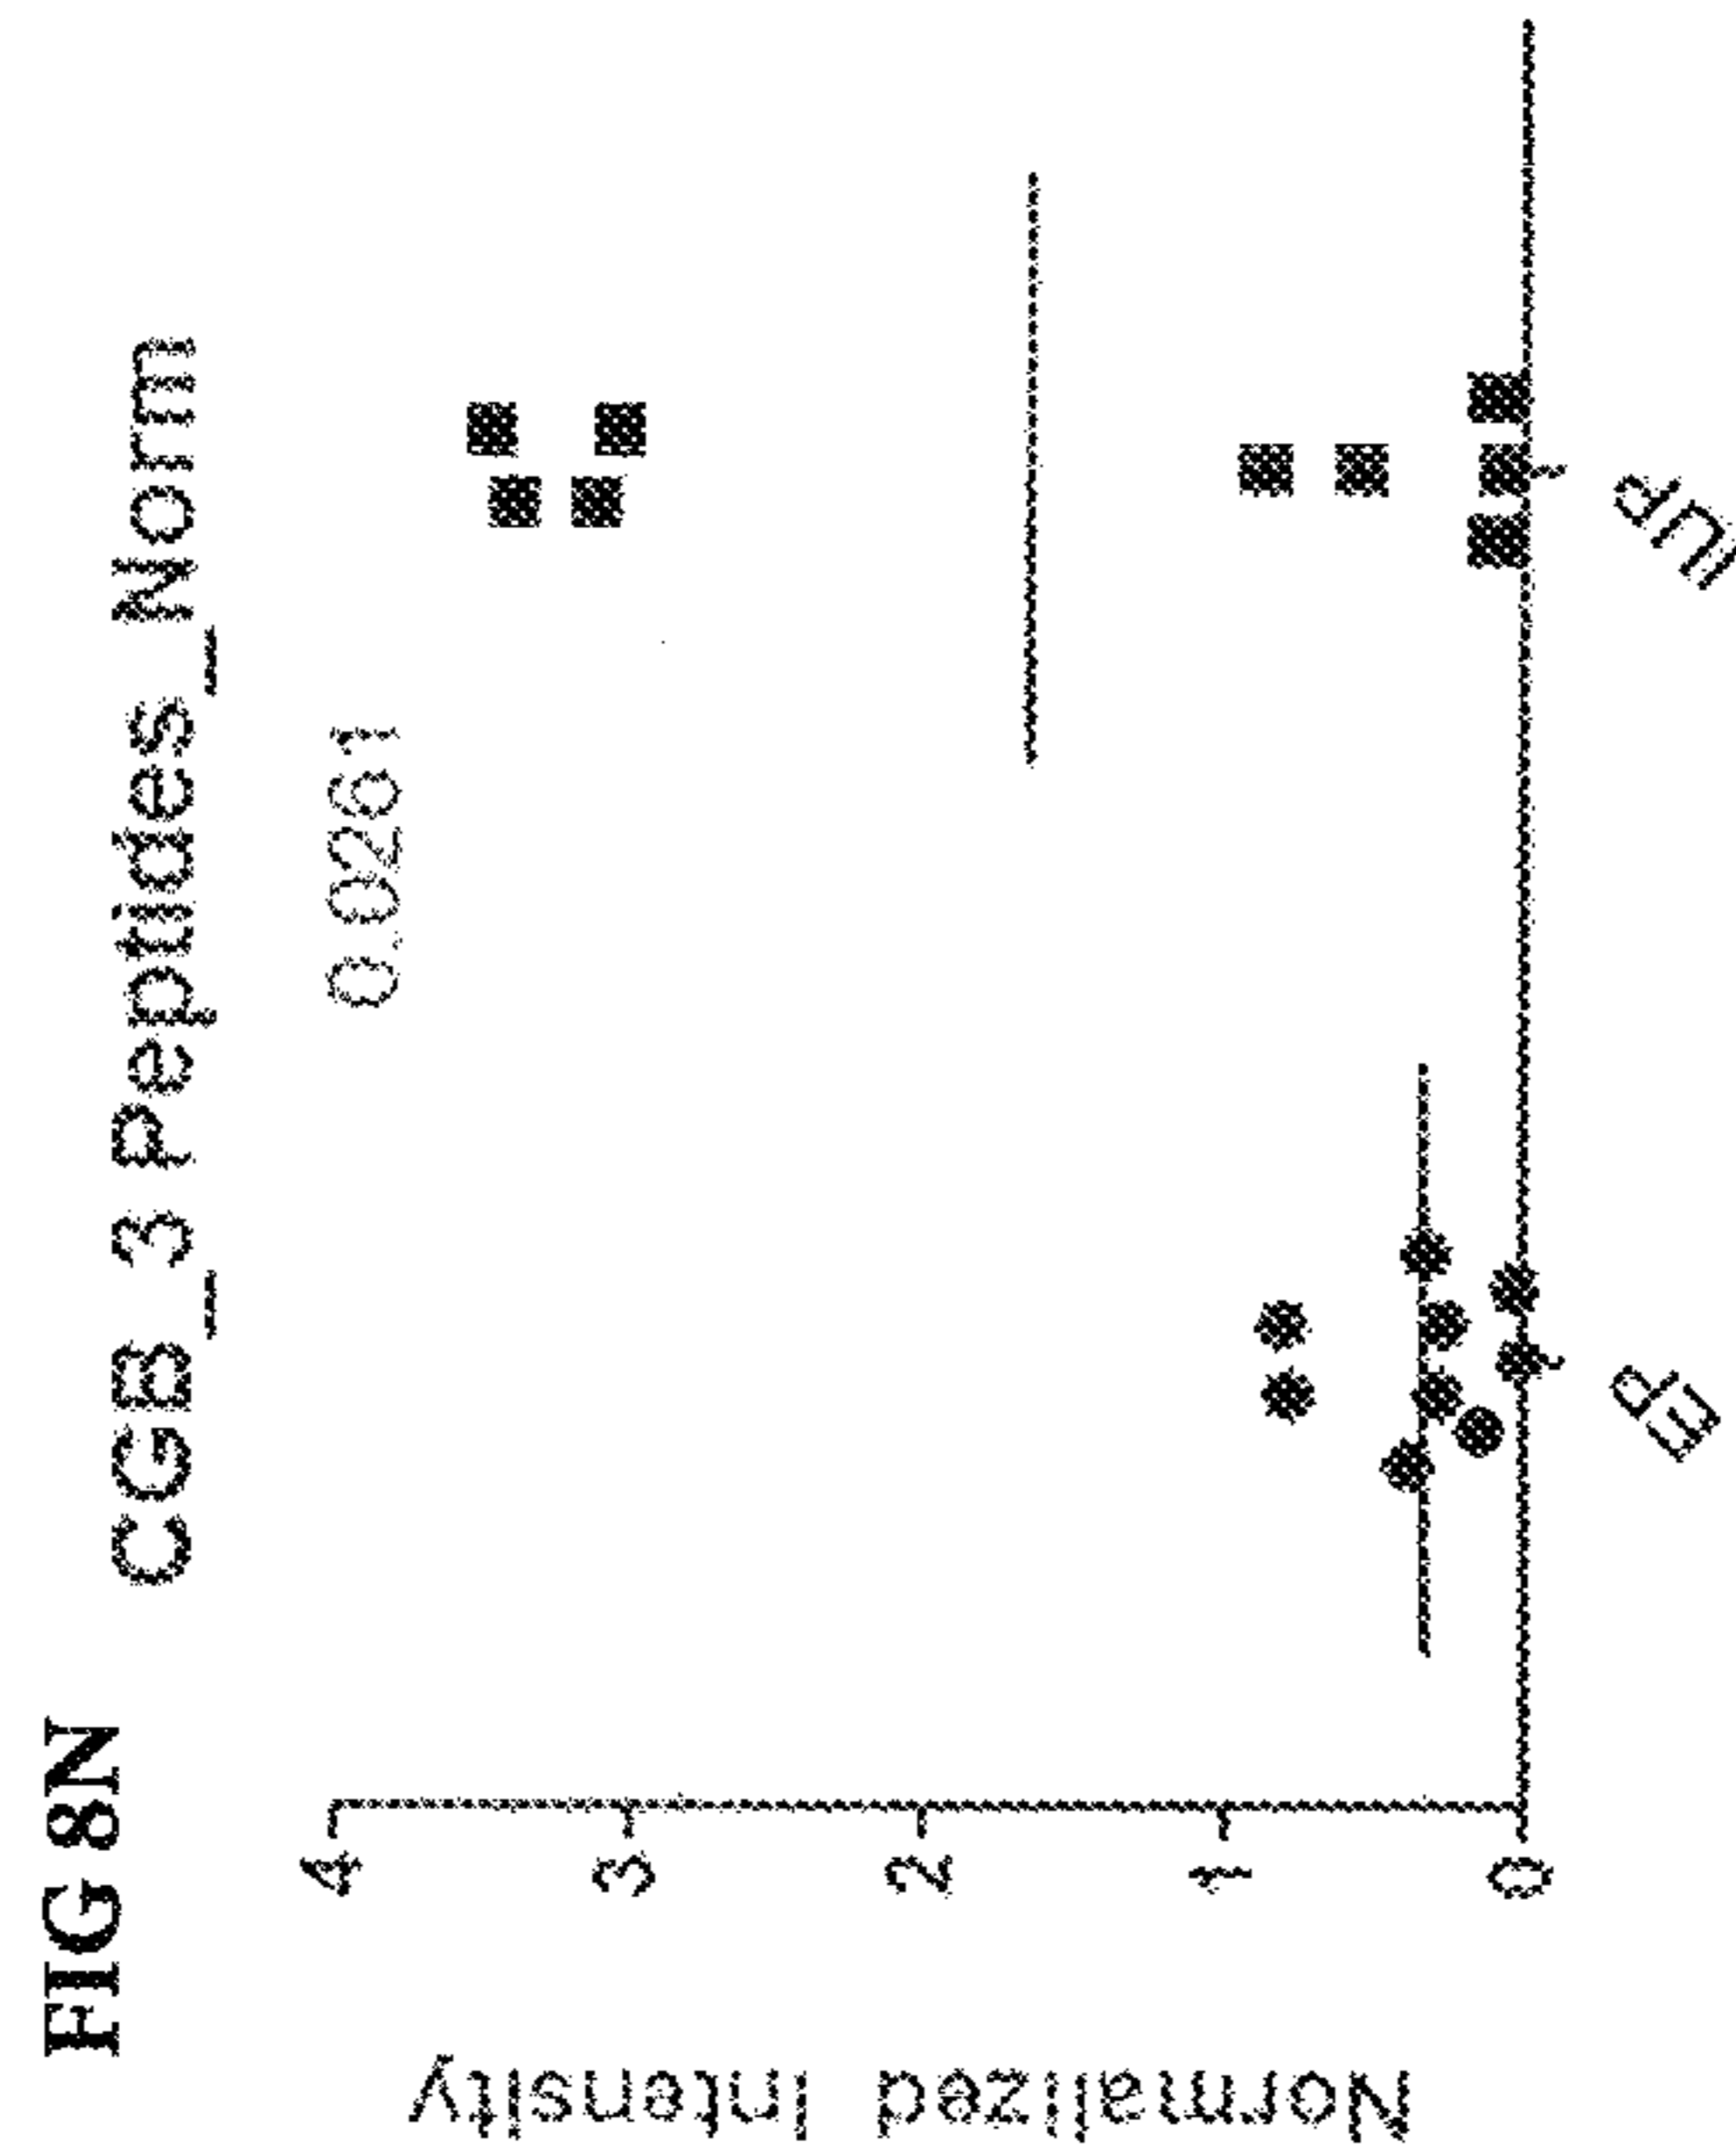 FIG 8N
CGB_3 Peptides_Norm
0.0261
Normalized Intensity
4
3
2
1
0
EP
IUP